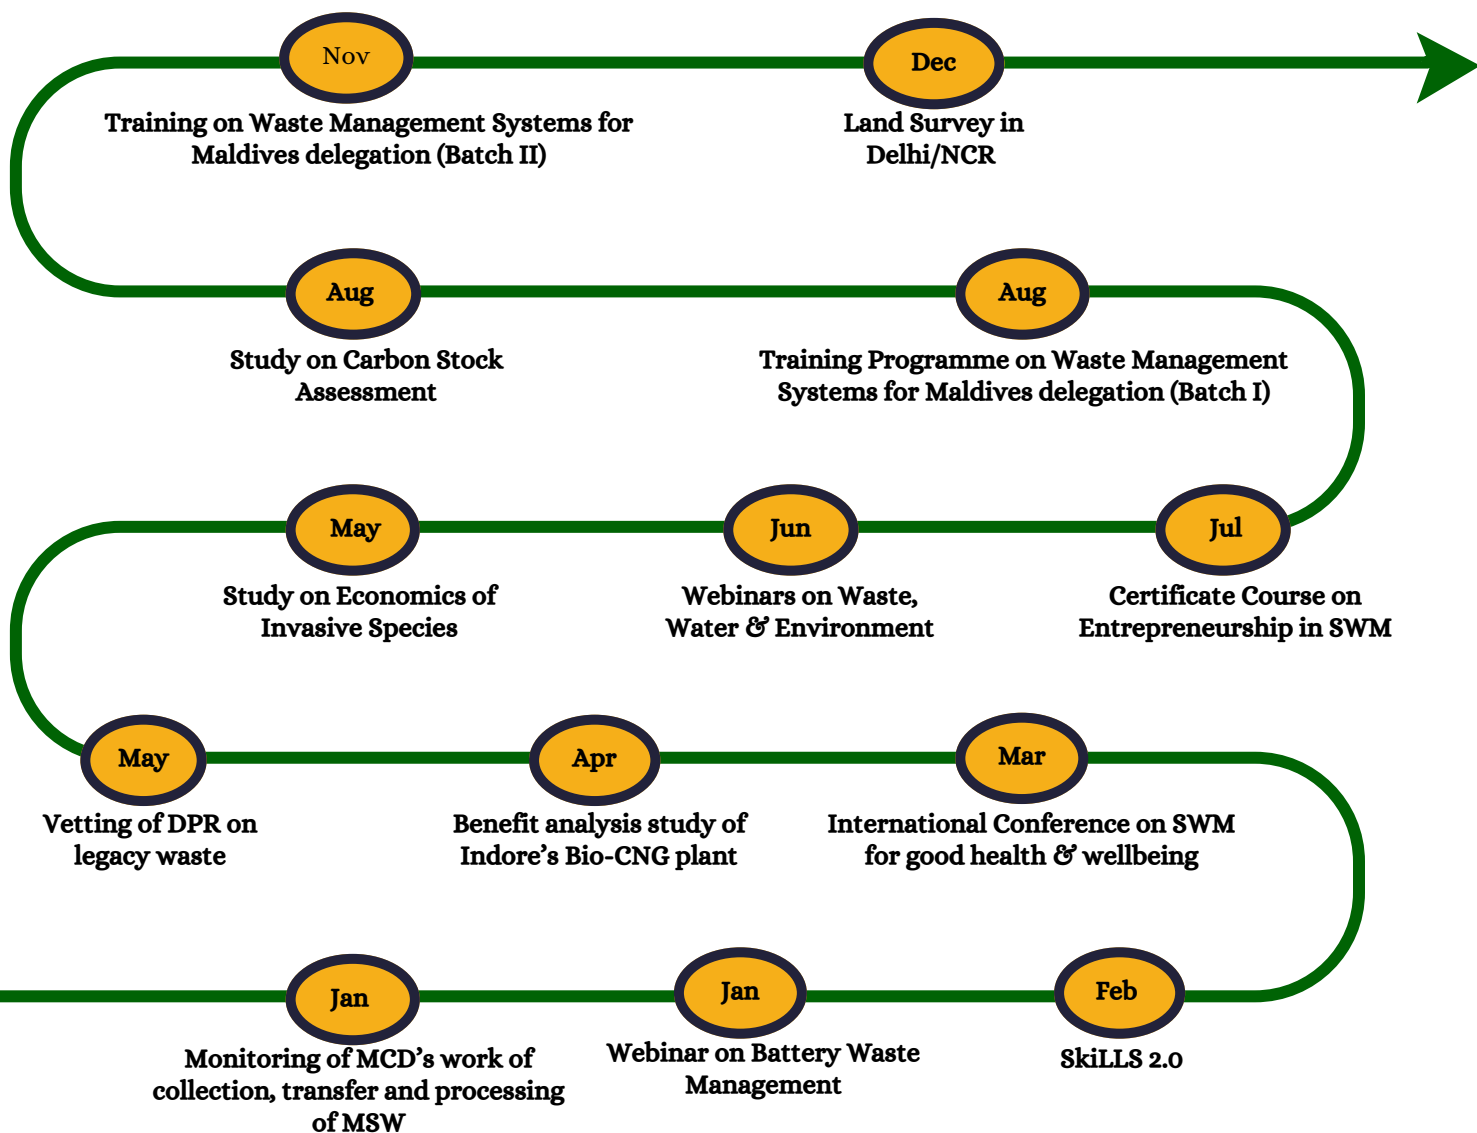 Nov
Training on Waste Management Systems for
Maldives delegation (Batch II)
Dec
Land Survey in
Delhi/NCR
Aug
Study on Carbon Stock
Assessment
Aug
Training Programme on Waste Management
Systems for Maldives delegation (Batch I)
May
Study on Economics of
Invasive Species
Jun
Webinars on Waste,
Water & Environment
Jul
Certificate Course on
Entrepreneurship in SWM
May
Vetting of DPR on
legacy waste
Apr
Benefit analysis study of
Indore’s Bio-CNG plant
Mar
International Conference on SWM
for good health & wellbeing
Jan
Monitoring of MCD’s work of
collection, transfer and processing
of MSW
Jan
Webinar on Battery Waste
Management
Feb
SkiLLS 2.0